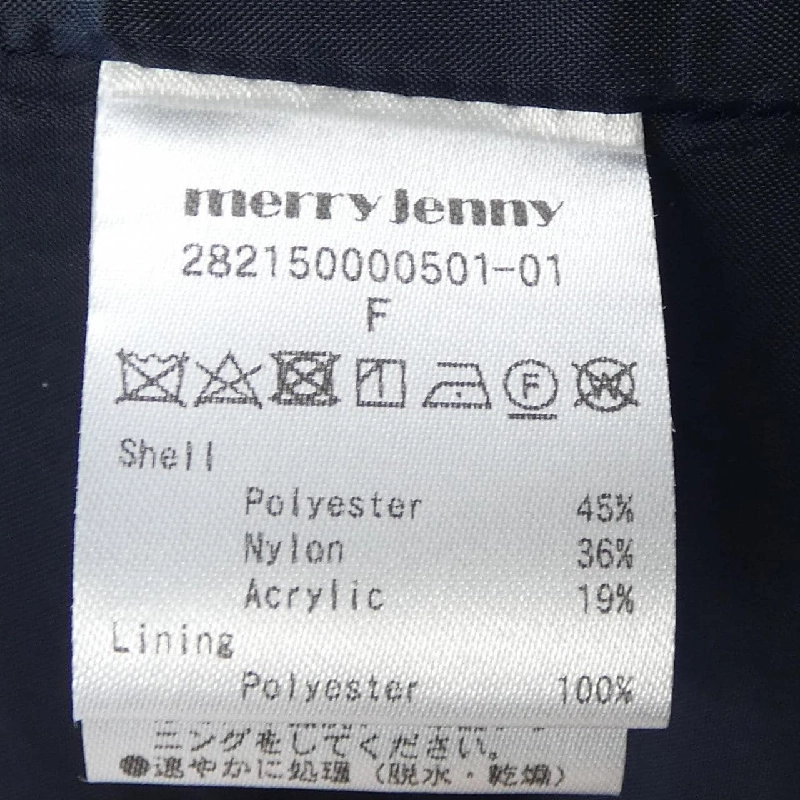 merry jenny
282150000501-01
F
F W
Shell
Polyester 45%
Nylon 36%
Acrylic 19%
Lining
Polyester 100%
ニングをしてください。
速やかに処理(脱水・乾燥)